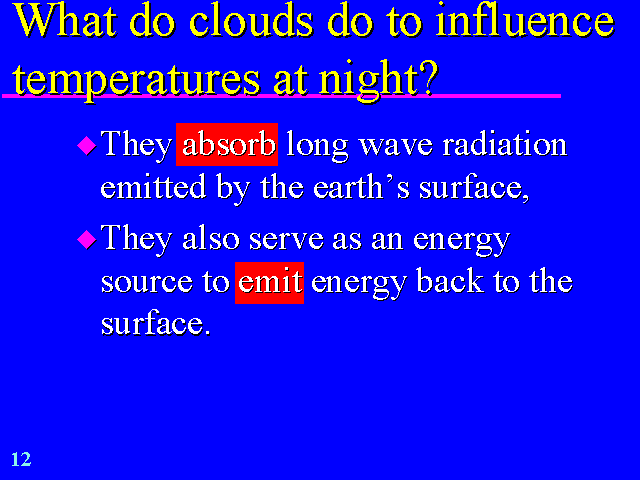 What do clouds do to influence
temperatures at night?
They absorb long wave radiation
emitted by the earth’s surface,
They also serve as an energy
source to emit energy back to the
surface.
12